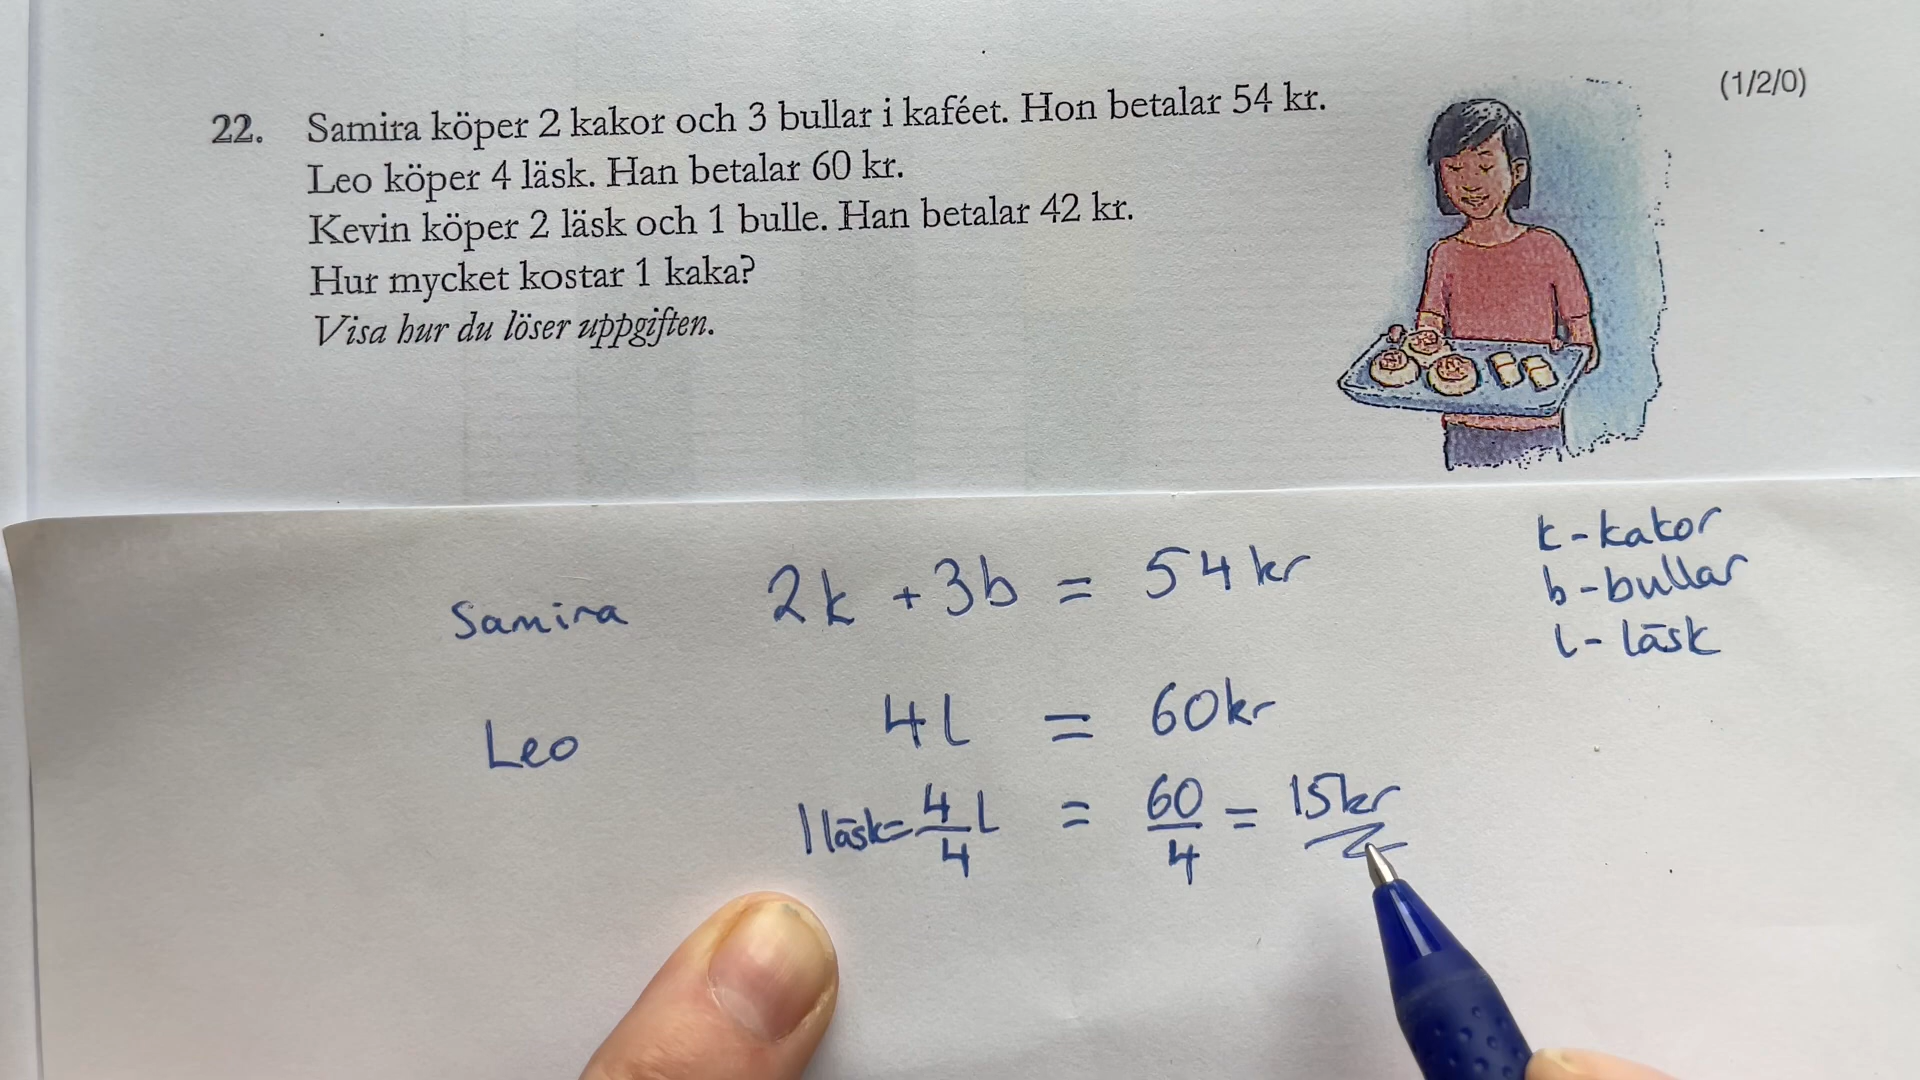 (1/2/0)
22. Samira köper 2 kakor och 3 bullar i kaféet. Hon betalar 54 kr.
Leo köper 4 läsk. Han betalar 60 kr.
Kevin köper 2 läsk och 1 bulle. Han betalar 42 kr.
Hur mycket kostar 1 kaka?
Visa hur du löser uppgiften.
k - kakor
b - bullar
l - läsk
Samira 2k + 3b = 54 kr
Leo 4l = 60kr
1 läsk = 4/4 l = 60/4 = 15kr